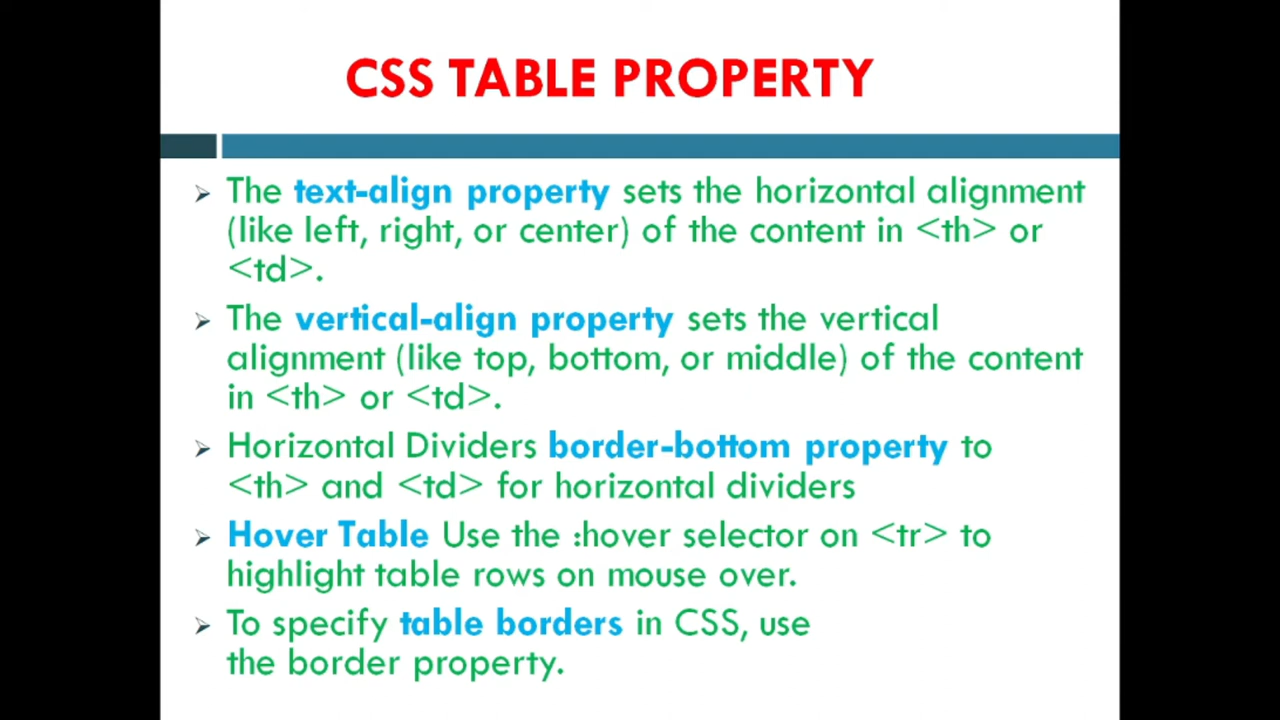 CSS TABLE PROPERTY
The text-align property sets the horizontal alignment
(like left, right, or center) of the content in <th> or
<td>.
The vertical-align property sets the vertical
alignment (like top, bottom, or middle) of the content
in <th> or <td>.
Horizontal Dividers border-bottom property to
<th> and <td> for horizontal dividers
Hover Table Use the :hover selector on <tr> to
highlight table rows on mouse over.
To specify table borders in CSS, use
the border property.